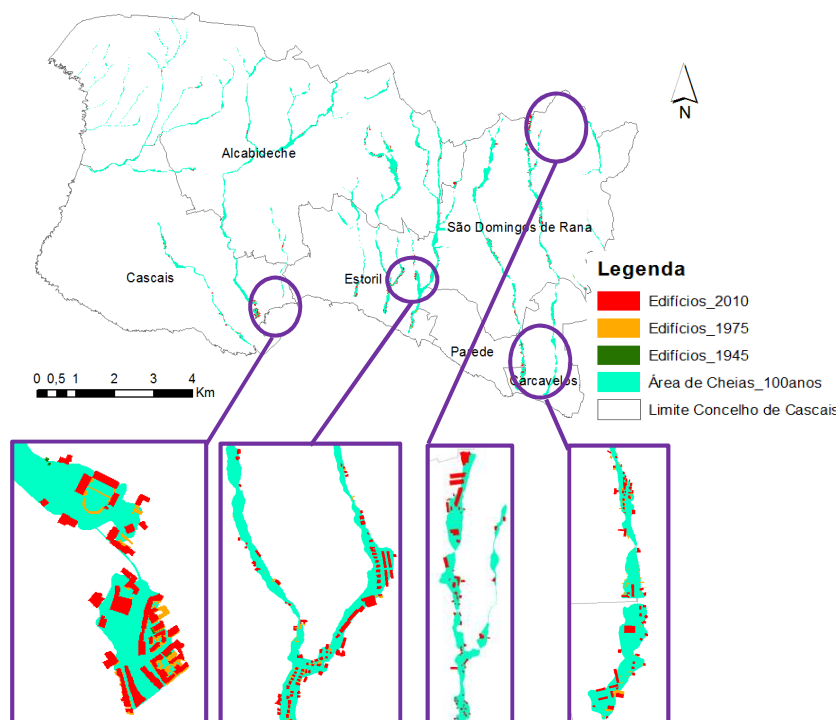 N
Alcabideche
São Domingos de Rana
Cascais
Estoril
Parede
Carcavelos
Legenda
Edifícios_2010
Edifícios_1975
Edifícios_1945
Área de Cheias_100anos
Limite Concelho de Cascais
0 0,5 1 2 3 4
Km